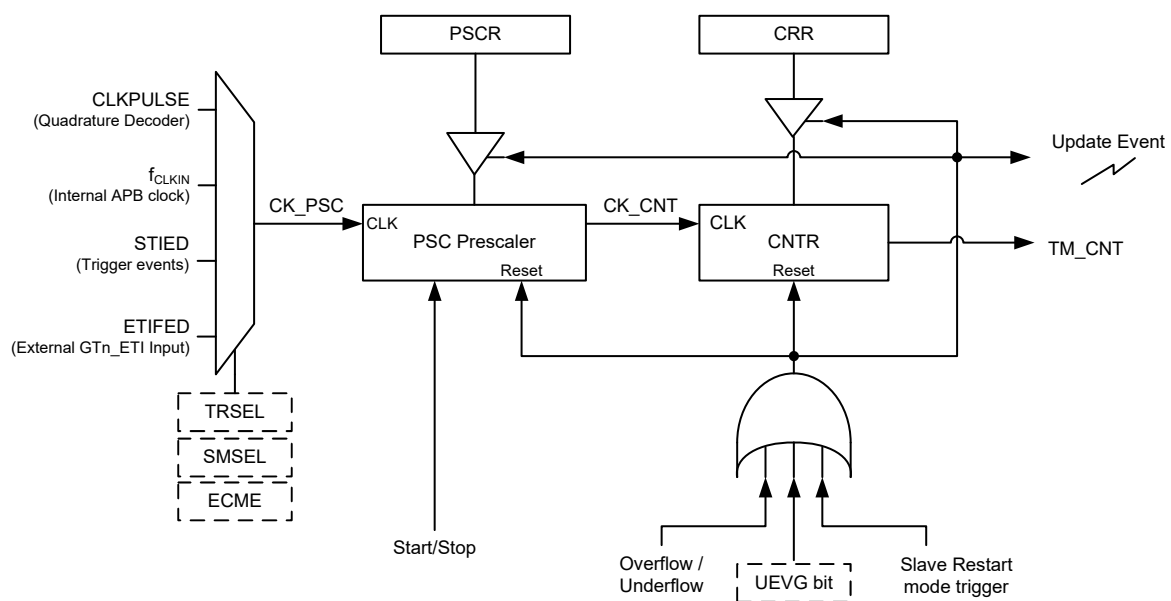 PSCR
CRR
CLKPULSE
(Quadrature Decoder)
Update Event
fCLKIN
(Internal APB clock)
CK_PSC
CK_CNT
CLK
PSC Prescaler
Reset
CLK
CNTR
Reset
TM_CNT
STIED
(Trigger events)
ETIFED
(External GTn_ETI Input)
TRSEL
SMSEL
ECME
Start/Stop
Overflow /
Underflow
UEVG bit
Slave Restart
mode trigger